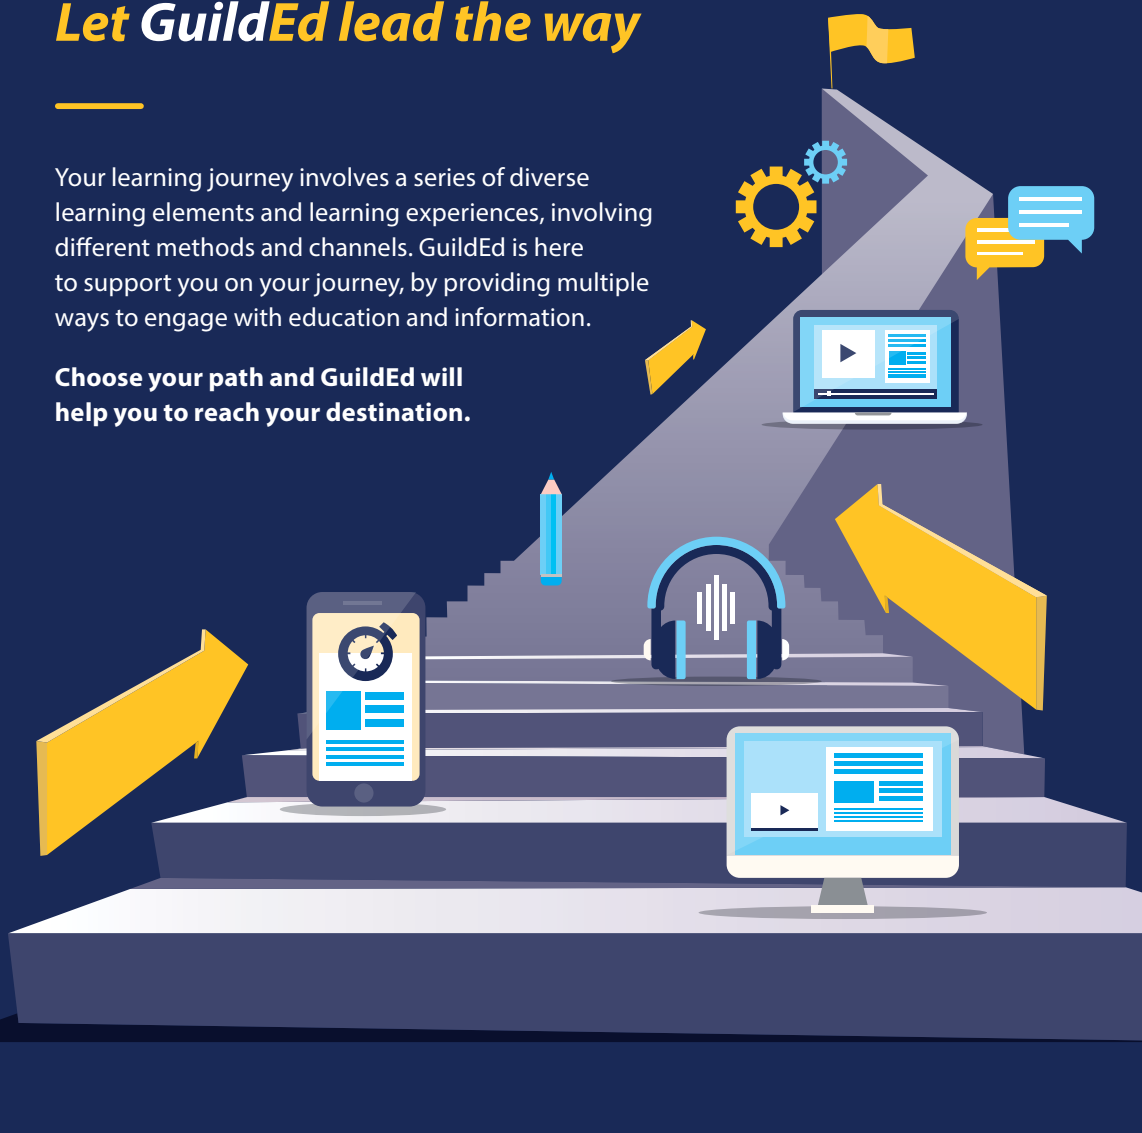 Let GuildEd lead the way
Your learning journey involves a series of diverse
learning elements and learning experiences, involving
different methods and channels. GuildEd is here
to support you on your journey, by providing multiple
ways to engage with education and information.
Choose your path and GuildEd will
help you to reach your destination.